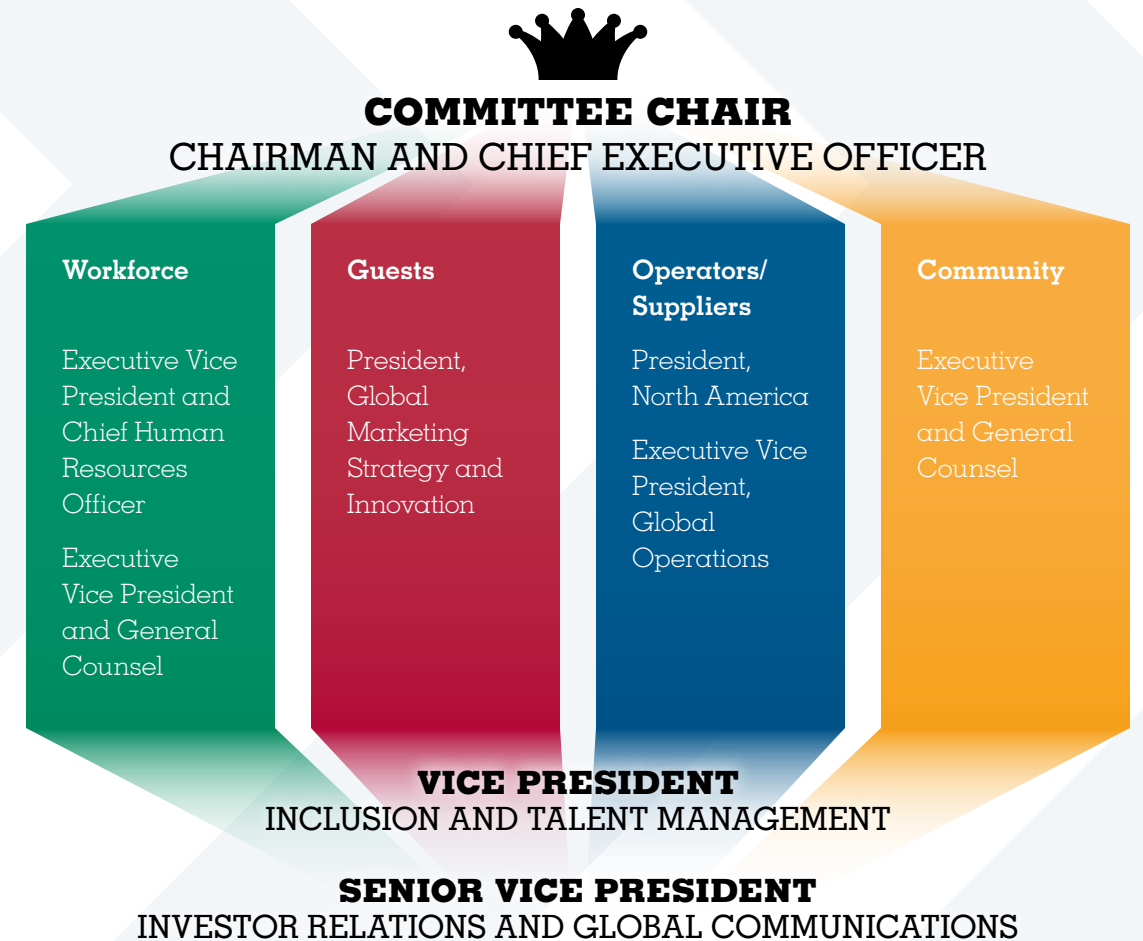 COMMITTEE CHAIR
CHAIRMAN AND CHIEF EXECUTIVE OFFICER
Workforce
Executive Vice
President and
Chief Human
Resources
Officer
Executive
Vice President
and General
Counsel
Guests
President,
Global
Marketing
Strategy and
Innovation
Operators/
Suppliers
President,
North America
Executive Vice
President,
Global
Operations
Community
Executive
Vice President
and General
Counsel
VICE PRESIDENT
INCLUSION AND TALENT MANAGEMENT
SENIOR VICE PRESIDENT
INVESTOR RELATIONS AND GLOBAL COMMUNICATIONS